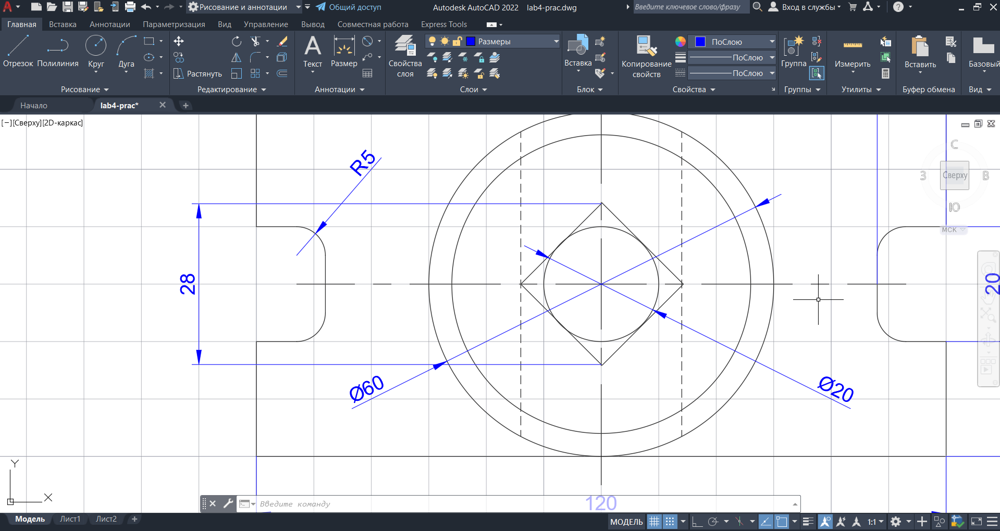 Рисование и аннотации
Общий доступ
Autodesk AutoCAD 2022 lab4-prac.dwg
Введите ключевое слово/фразу
Вход в службы
Главная Вставка Аннотации Параметризация Вид Управление Вывод Совместная работа Express Tools
Отрезок Полилиния Круг Дуга
Рисование
Растянуть
Редактирование
Текст Размер
Аннотации
Свойства слоя
Размеры
Слои
Вставка
Блок
Копирование свойств
ПоСлою
ПоСлою
ПоСлою
Свойства
Группа
Группы
Измерить
Утилиты
Вставить
Буфер обмена
Базовый
Вид
Начало lab4-prac*
[−][Сверху][2D-каркас]
С
З Сверху В
Ю
МСК
R5
28
20
Ø60
Ø20
120
Y
X
Введите команду
Модель Лист1 Лист2
МОДЕЛЬ
1:1